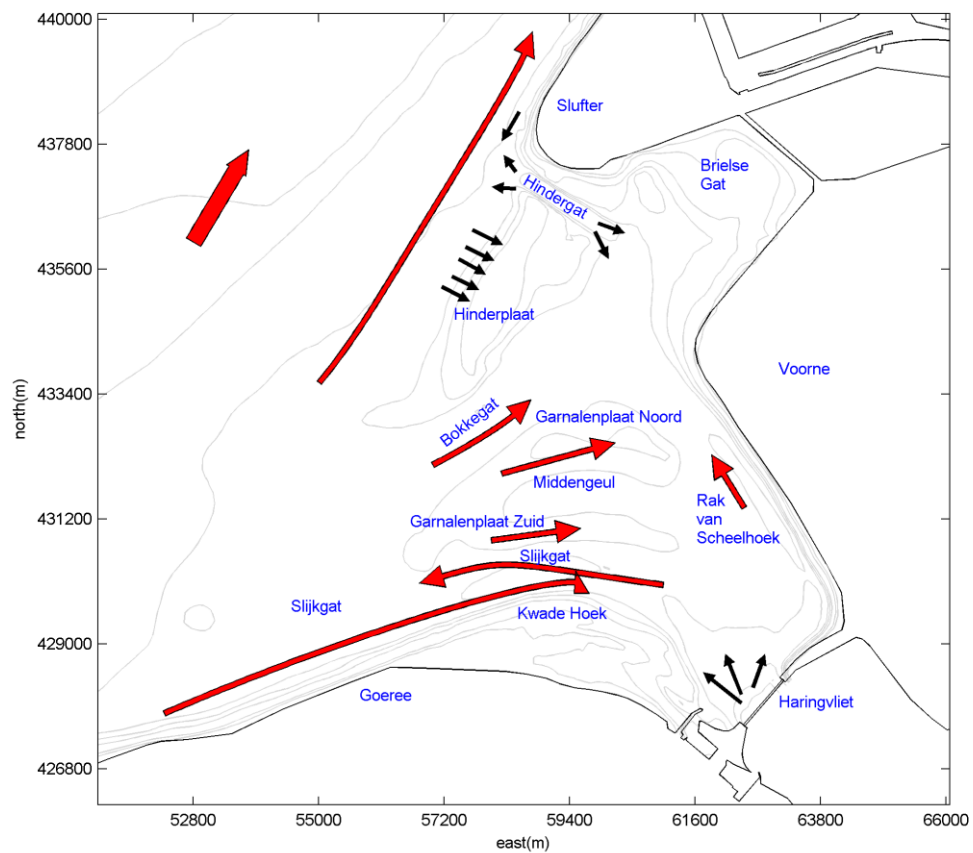 440000
437800
435600
433400
431200
429000
426800
north(m)
52800
55000
57200
59400
61600
63800
66000
east(m)
Slufter
Brielse
Gat
Hindergat
Hinderplaat
Voorne
Bokkegat
Garnalenplaat Noord
Middengeul
Rak
van
Scheelhoek
Garnalenplaat Zuid
Slijkgat
Slijkgat
Kwade Hoek
Goeree
Haringvliet